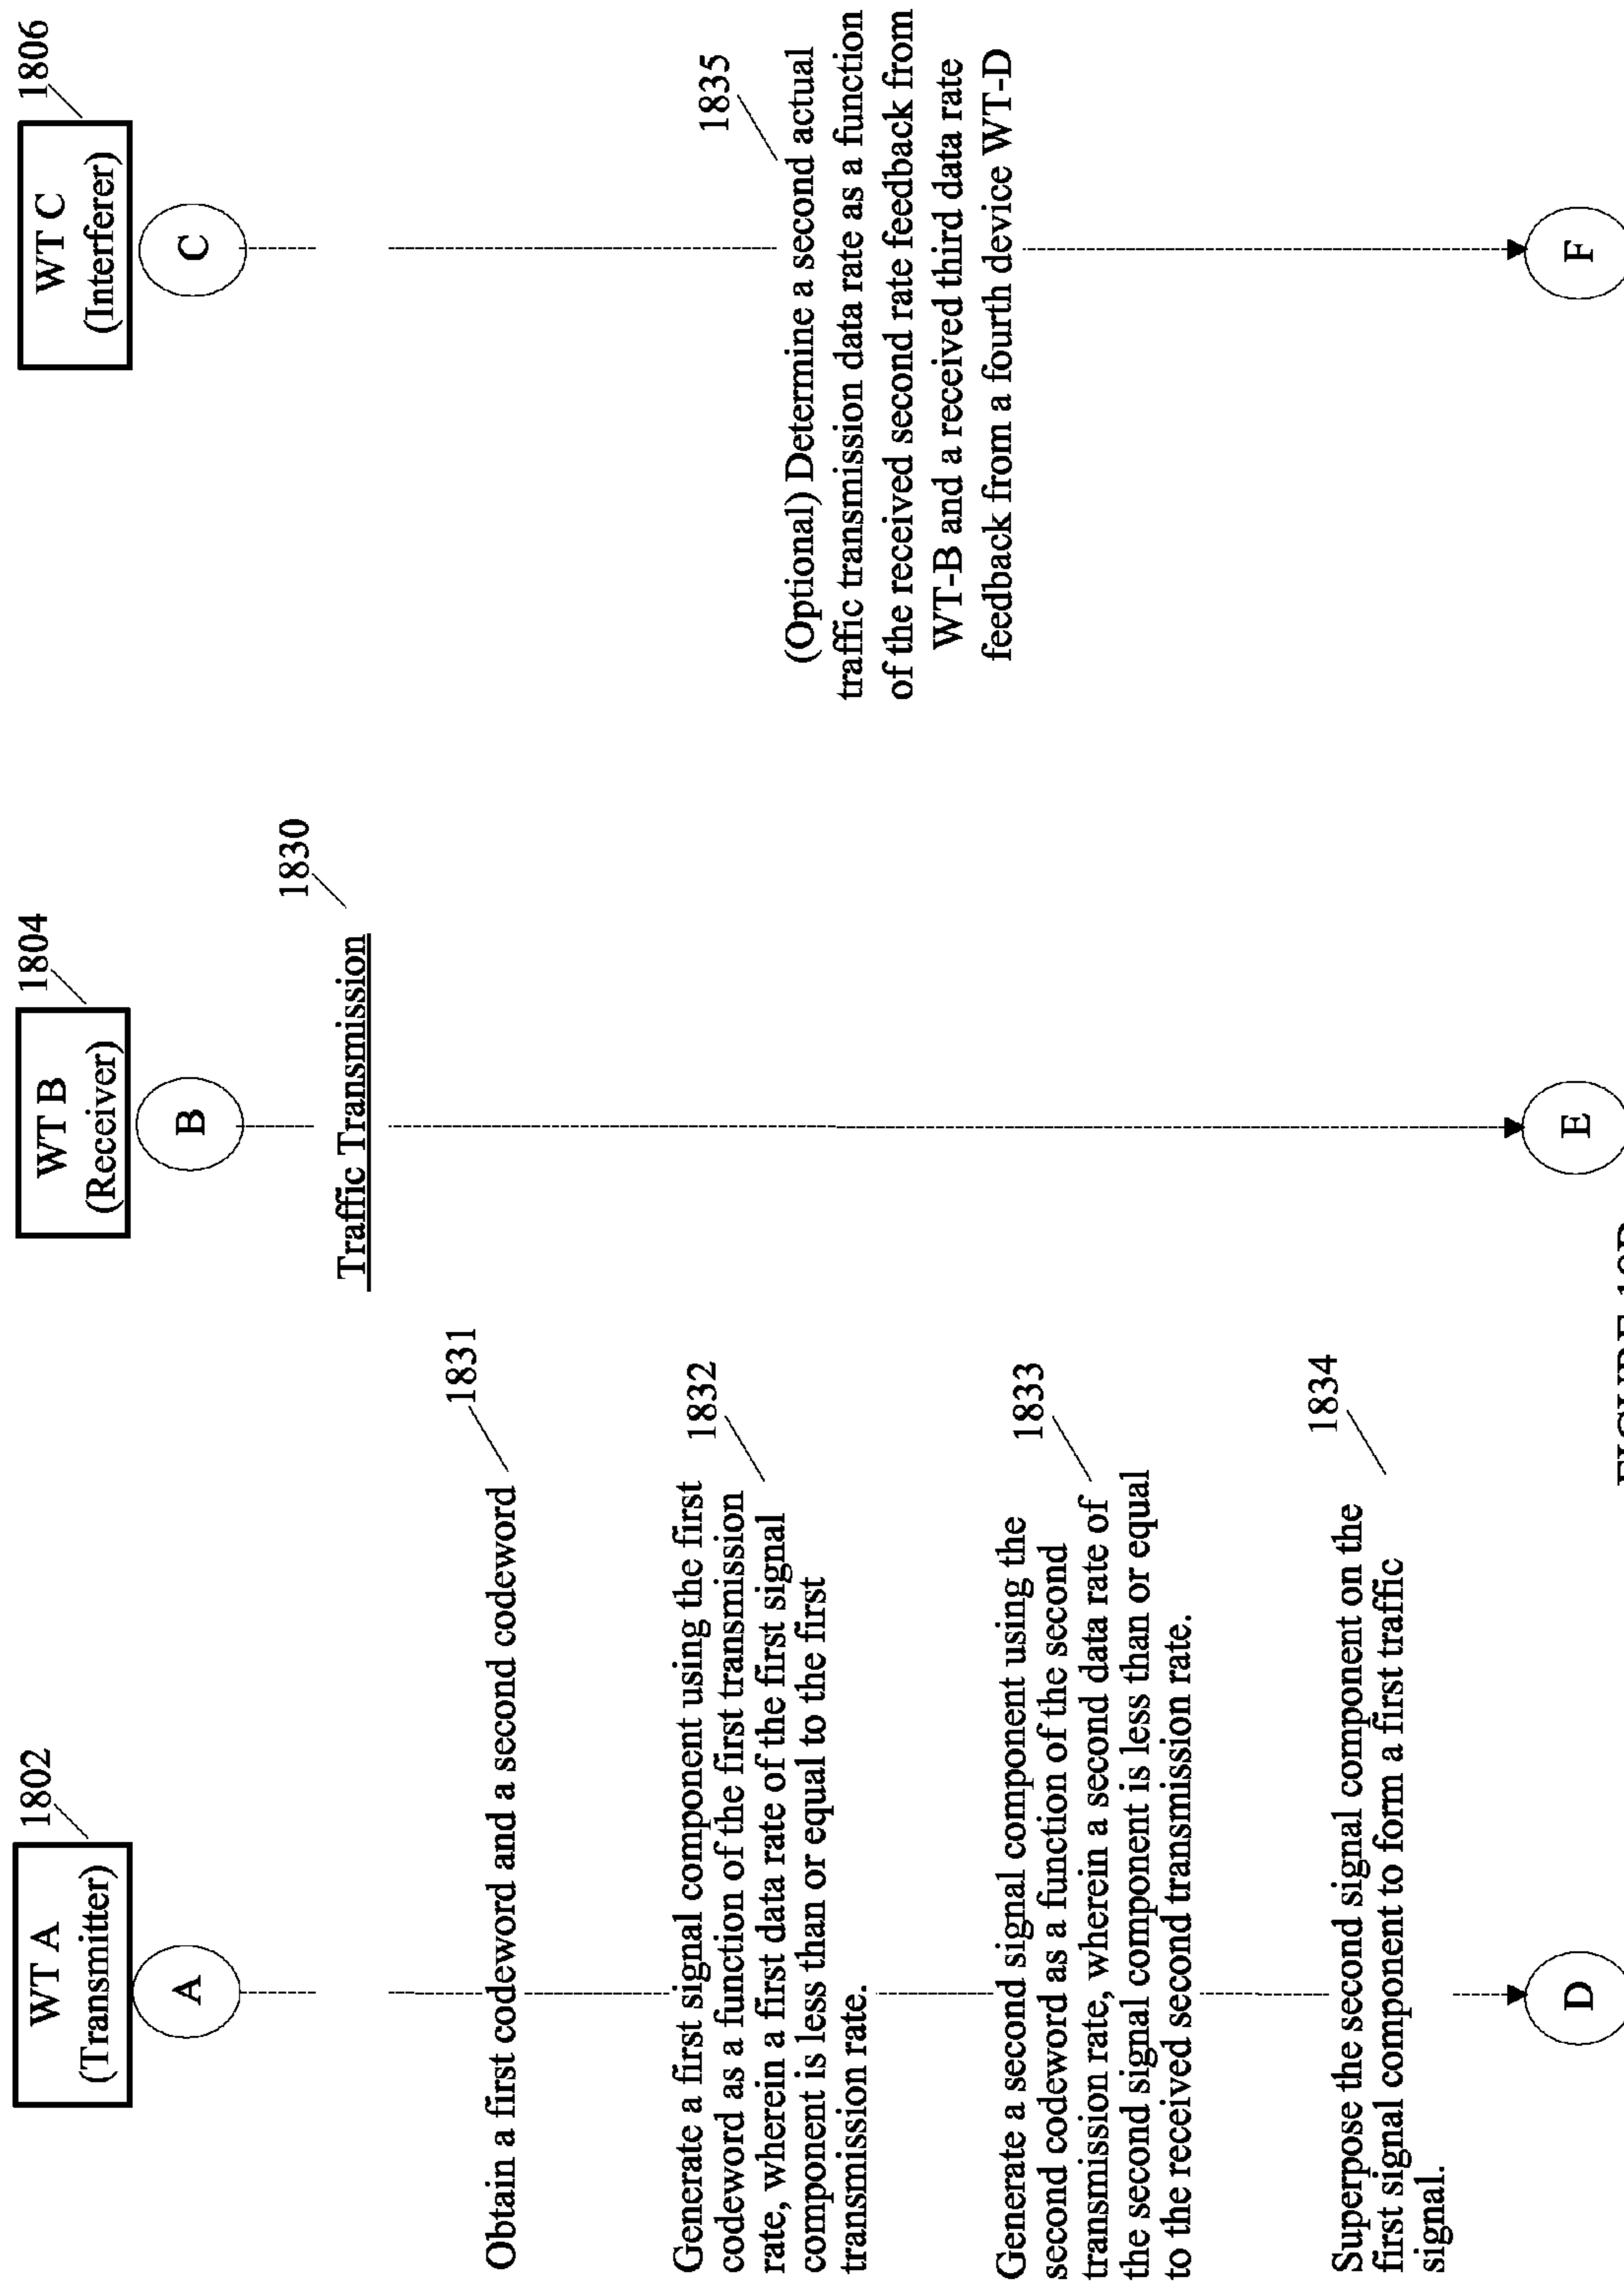 WT A
(Transmitter)
1802
WT B
(Receiver)
1804
WT C
(Interferer)
1806
A
B
C
Traffic Transmission
1830
Obtain a first codeword and a second codeword
1831
Generate a first signal component using the first
codeword as a function of the first transmission
rate, wherein a first data rate of the first signal
component is less than or equal to the first
transmission rate.
1832
(Optional) Determine a second actual
traffic transmission data rate as a function
of the received second rate feedback from
WT-B and a received third data rate
feedback from a fourth device WT-D
1835
Generate a second signal component using the
second codeword as a function of the second
transmission rate, wherein a second data rate of
the second signal component is less than or equal
to the received second transmission rate.
1833
Superpose the second signal component on the
first signal component to form a first traffic
signal.
1834
D
E
F